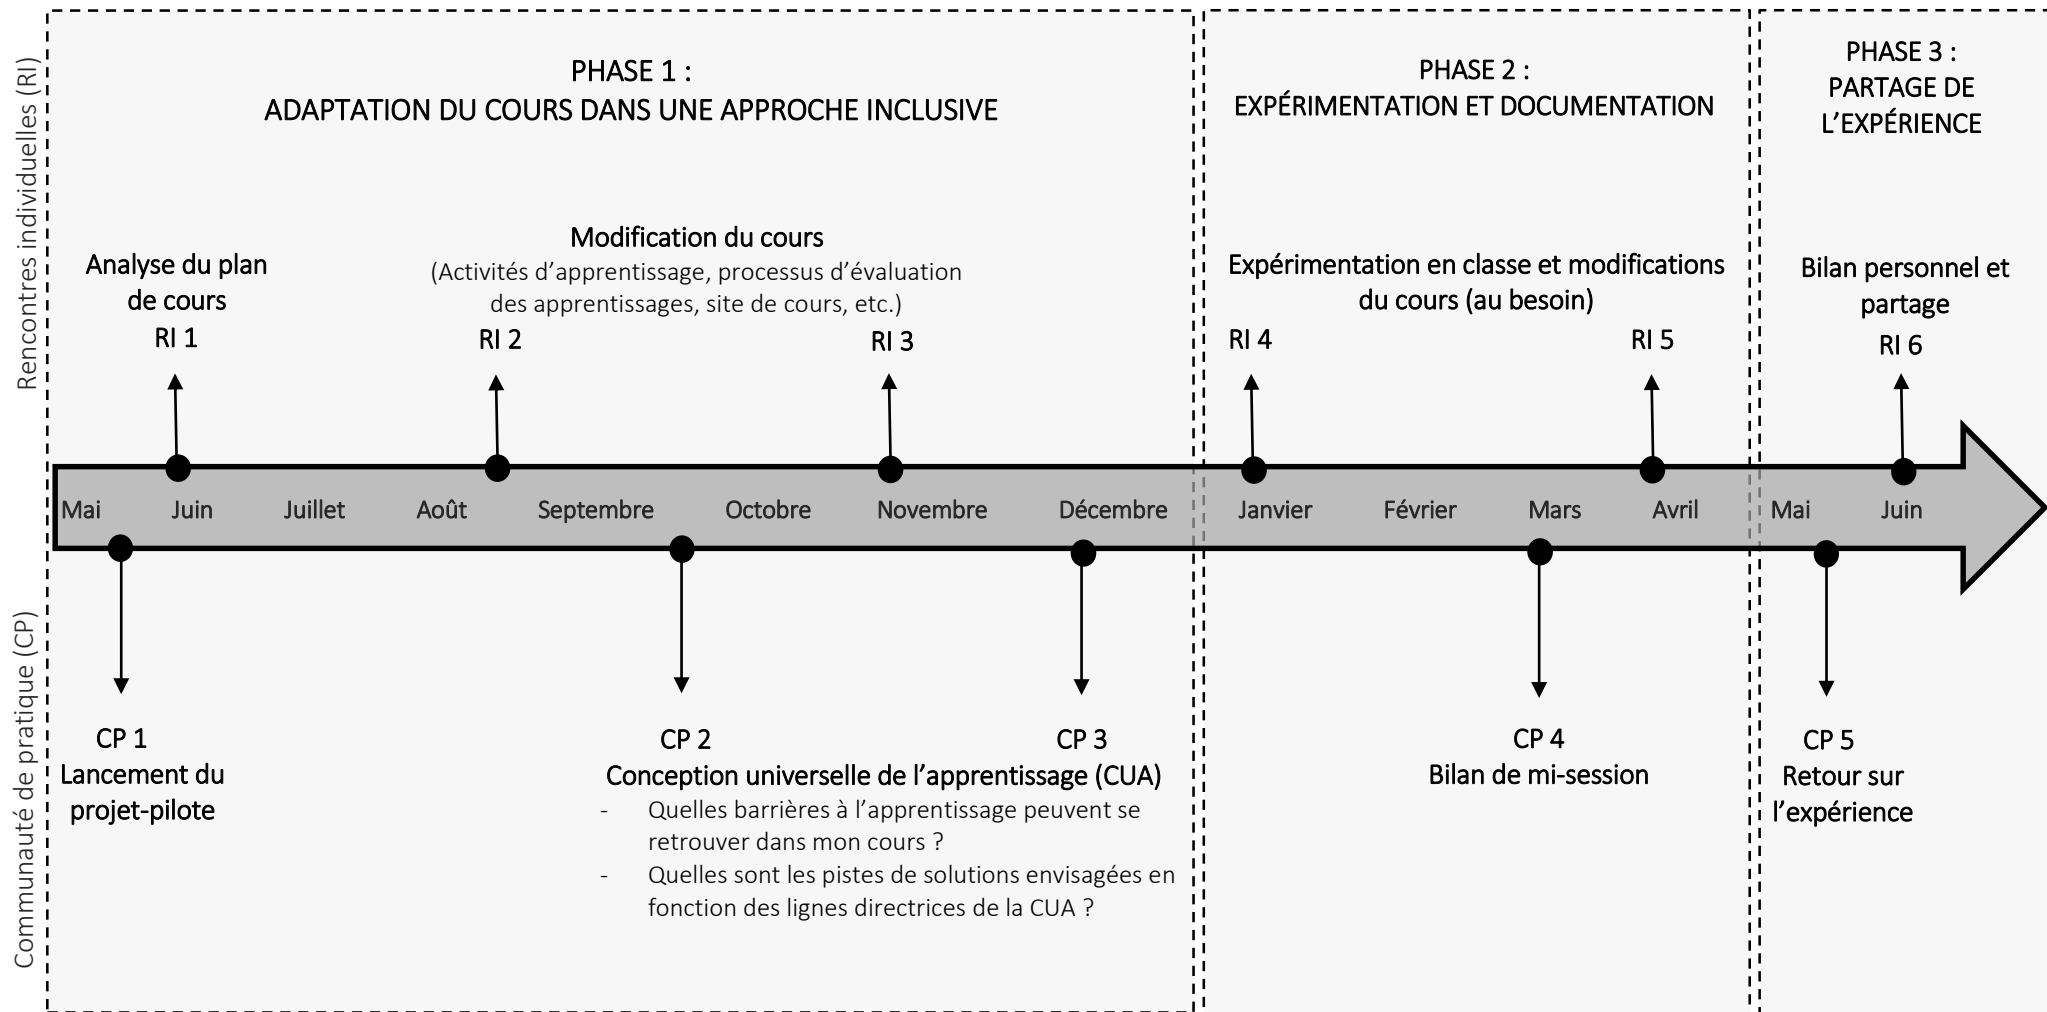 Rencontres individuelles (RI)
Communauté de pratique (CP)
PHASE 1 :
ADAPTATION DU COURS DANS UNE APPROCHE INCLUSIVE
Analyse du plan
de cours
RI 1
Modification du cours
(Activités d’apprentissage, processus d’évaluation
des apprentissages, site de cours, etc.)
RI 2
RI 3
PHASE 2 :
EXPÉRIMENTATION ET DOCUMENTATION
Expérimentation en classe et modifications
du cours (au besoin)
RI 4
RI 5
PHASE 3 :
PARTAGE DE
L’EXPÉRIENCE
Bilan personnel et
partage
RI 6
Mai Juin Juillet Août Septembre Octobre Novembre Décembre Janvier Février Mars Avril Mai Juin
CP 1
Lancement du
projet-pilote
CP 2 CP 3
Conception universelle de l’apprentissage (CUA)
- Quelles barrières à l’apprentissage peuvent se
retrouver dans mon cours ?
- Quelles sont les pistes de solutions envisagées en
fonction des lignes directrices de la CUA ?
CP 4
Bilan de mi-session
CP 5
Retour sur
l’expérience